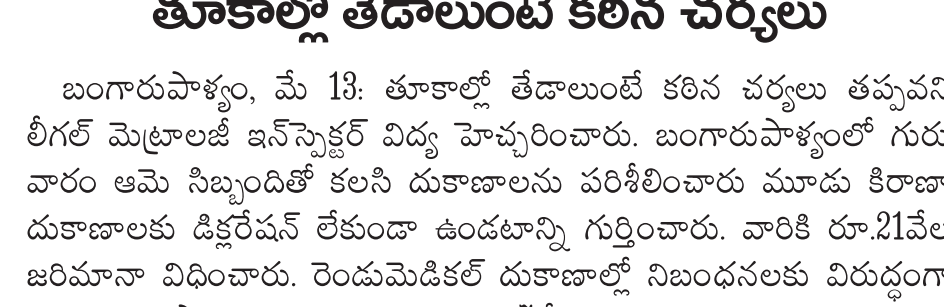 తూకాల్లో తేడాలుంటే కఠిన చర్యలు
బంగారుపాళ్యం, మే 13: తూకాల్లో తేడాలుంటే కఠిన చర్యలు తప్పవని
లీగల్ మెట్రాలజీ ఇన్‌స్పెక్టర్ విద్య హెచ్చరించారు. బంగారుపాళ్యంలో గురు
వారం ఆమె సిబ్బందితో కలసి దుకాణాలను పరిశీలించారు మూడు కిరాణా
దుకాణాలకు డిక్లరేషన్ లేకుండా ఉండటాన్ని గుర్తించారు. వారికి రూ.21వేల
జరిమానా విధించారు. రెండుమెడికల్ దుకాణాల్లో నిబంధనలకు విరుద్ధంగా